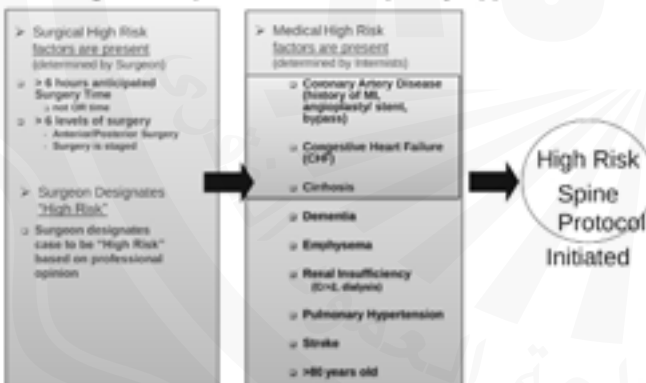 Surgical High Risk
factors are present
(determined by Surgeon)
> 6 hours anticipated
Surgery Time
not OR time
> 6 levels of surgery
- Anterior/Posterior Surgery
- Surgery is staged
Surgeon Designates
"High Risk"
Surgeon designates
case to be "High Risk"
based on professional
opinion
Medical High Risk
factors are present
(determined by Internists)
Coronary Artery Disease
(history of MI,
angioplasty/ stent,
bypass)
Congestive Heart Failure
(CHF)
Cirrhosis
Dementia
Emphysema
Renal Insufficiency
(Cr>2, dialysis)
Pulmonary Hypertension
Stroke
>80 years old
High Risk
Spine
Protocol
Initiated